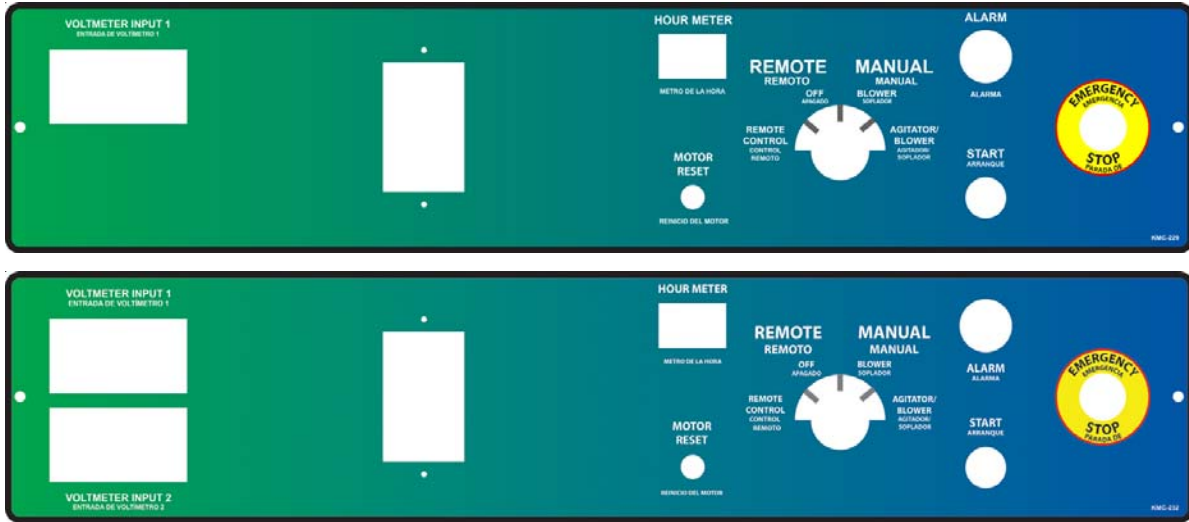 VOLTMETER INPUT 1
ENTRADA DE VOLTÍMETRO 1
HOUR METER
METRO DE LA HORA
MOTOR
RESET
REINICIO DEL MOTOR
REMOTE
REMOTO
MANUAL
MANUAL
OFF
APAGADO
BLOWER
SOPLADOR
REMOTE
CONTROL
CONTROL
REMOTO
AGITATOR/
BLOWER
AGITADOR/
SOPLADOR
ALARM
ALARMA
START
ARRANQUE
EMERGENCY
EMERGENCIA
STOP
PARADA DE
KMG-229
VOLTMETER INPUT 1
ENTRADA DE VOLTÍMETRO 1
VOLTMETER INPUT 2
ENTRADA DE VOLTIMETRO 2
HOUR METER
METRO DE LA HORA
MOTOR
RESET
REINICIO DEL MOTOR
REMOTE
REMOTO
MANUAL
MANUAL
OFF
APAGADO
BLOWER
SOPLADOR
REMOTE
CONTROL
CONTROL
REMOTO
AGITATOR/
BLOWER
AGITADOR/
SOPLADOR
ALARM
ALARMA
START
ARRANQUE
EMERGENCY
EMERGENCIA
STOP
PARADA DE
KMG-232